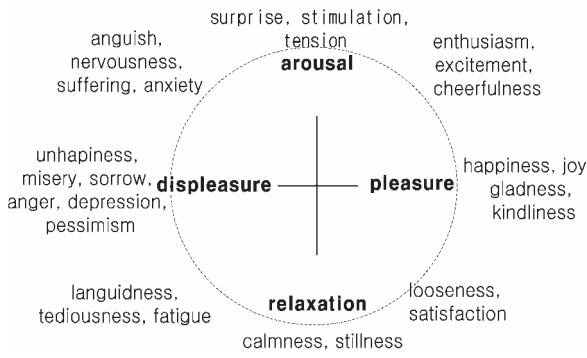 surprise, stimulation,
tension
arousal
anguish,
nervousness,
suffering, anxiety
enthusiasm,
excitement,
cheerfulness
unhapiness,
misery, sorrow,
anger, depression,
pessimism
displeasure
pleasure
happiness, joy
gladness,
kindliness
languidness,
tediousness, fatigue
relaxation
calmness, stillness
looseness,
satisfaction